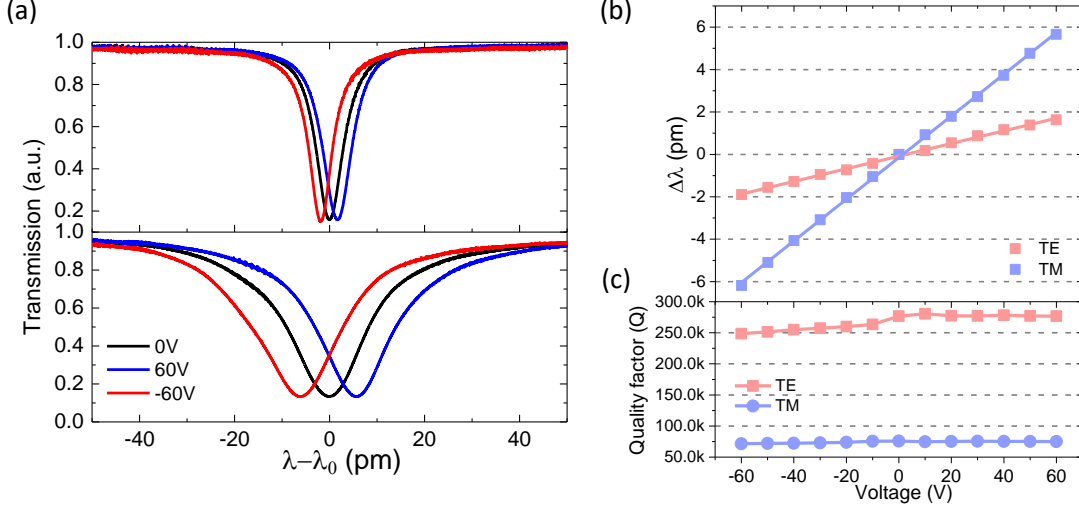 (a)
1.0
0.8
0.6
0.4
0.2
1.0
0.8
0.6
0.4
0.2
0.0
Transmission (a.u.)
0V
60V
-60V
-40 -20 0 20 40
λ−λ0 (pm)
(b)
6
4
2
0
-2
-4
-6
Δλ (pm)
TE
TM
(c)
300.0k
250.0k
200.0k
150.0k
100.0k
50.0k
Quality factor (Q)
TE
TM
-60 -40 -20 0 20 40 60
Voltage (V)